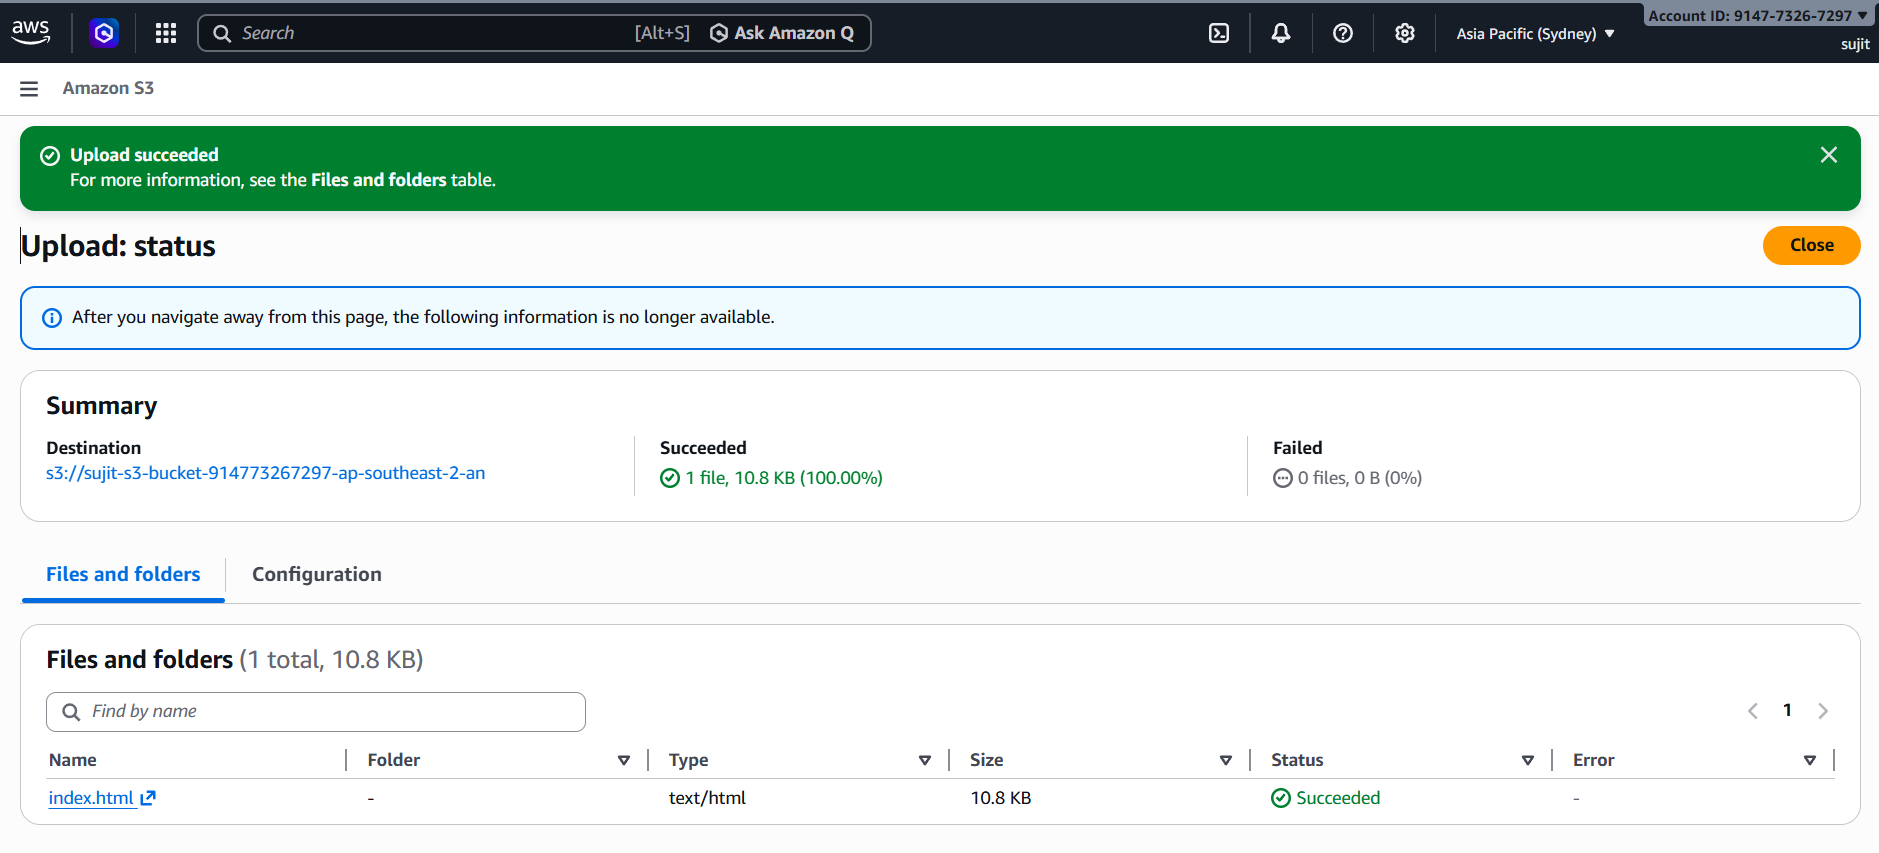 aws
Search [Alt+S] Ask Amazon Q
Asia Pacific (Sydney) ▼
Account ID: 9147-7326-7297 ▼
sujit
Amazon S3
Upload succeeded
For more information, see the Files and folders table.
Upload: status
Close
After you navigate away from this page, the following information is no longer available.
Summary
Destination
s3://sujit-s3-bucket-914773267297-ap-southeast-2-an
Succeeded
1 file, 10.8 KB (100.00%)
Failed
0 files, 0 B (0%)
Files and folders
Configuration
Files and folders (1 total, 10.8 KB)
Find by name
1
Name Folder Type Size Status Error
index.html - text/html 10.8 KB Succeeded -